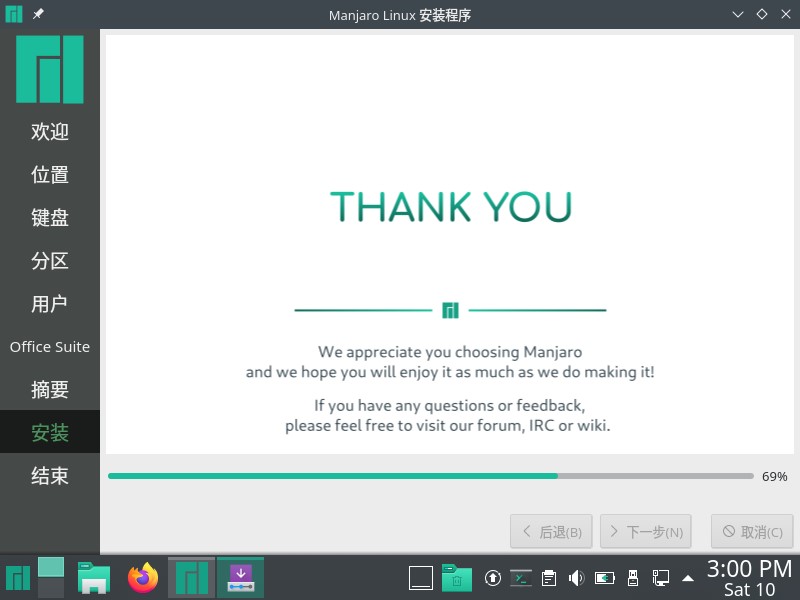 Manjaro Linux 安装程序
欢迎
位置
键盘
分区
用户
Office Suite
摘要
安装
结束
THANK YOU
We appreciate you choosing Manjaro
and we hope you will enjoy it as much as we do making it!
If you have any questions or feedback,
please feel free to visit our forum, IRC or wiki.
69%
后退(B)
下一步(N)
取消(C)
3:00 PM
Sat 10